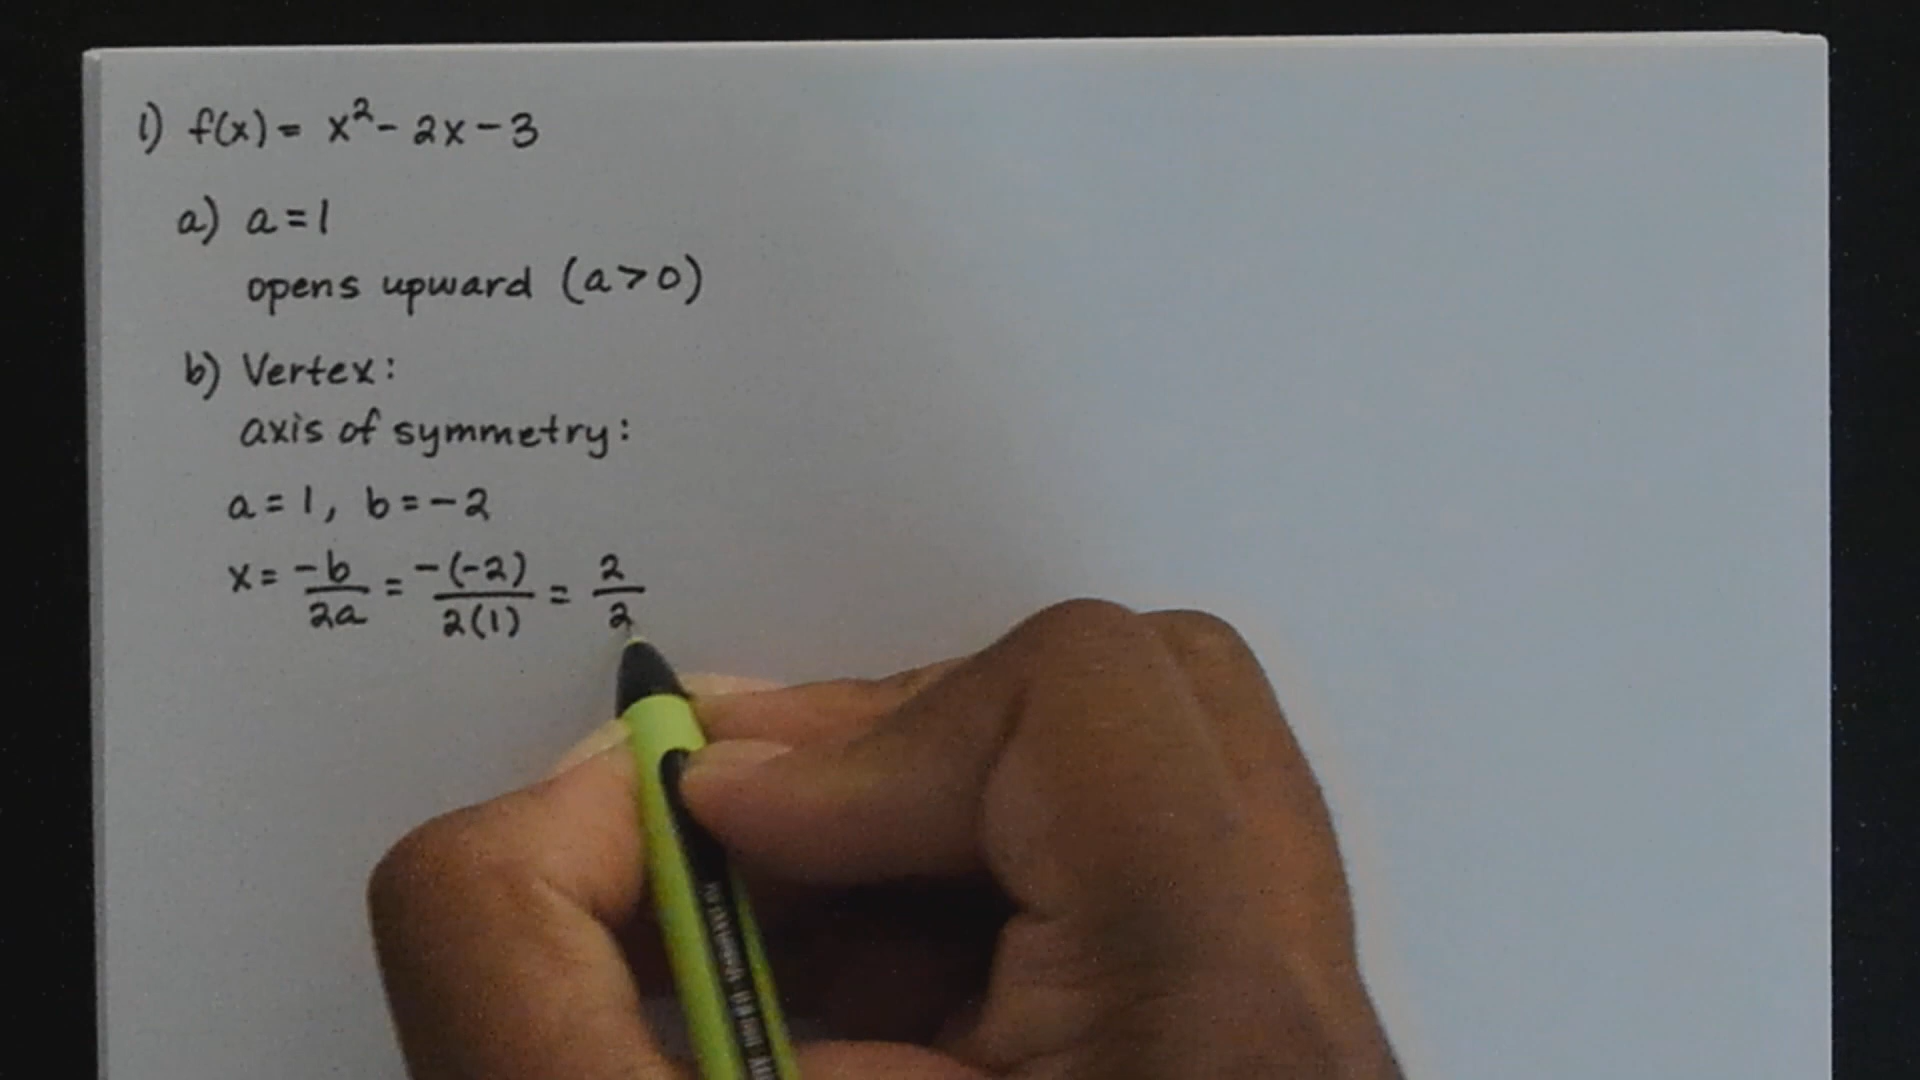 1) f(x) = x² - 2x - 3
a) a = 1
opens upward (a > 0)
b) Vertex:
axis of symmetry:
a = 1, b = -2
x = -b/2a = -(-2)/2(1) = 2/2